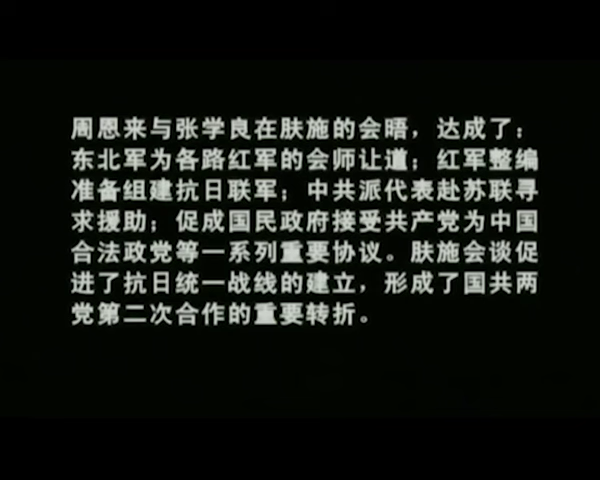 周恩来与张学良在肤施的会晤，达成了：
东北军为各路红军的会师让道；红军整编
准备组建抗日联军；中共派代表赴苏联寻
求援助；促成国民政府接受共产党为中国
合法政党等一系列重要协议。肤施会谈促
进了抗日统一战线的建立，形成了国共两
党第二次合作的重要转折。